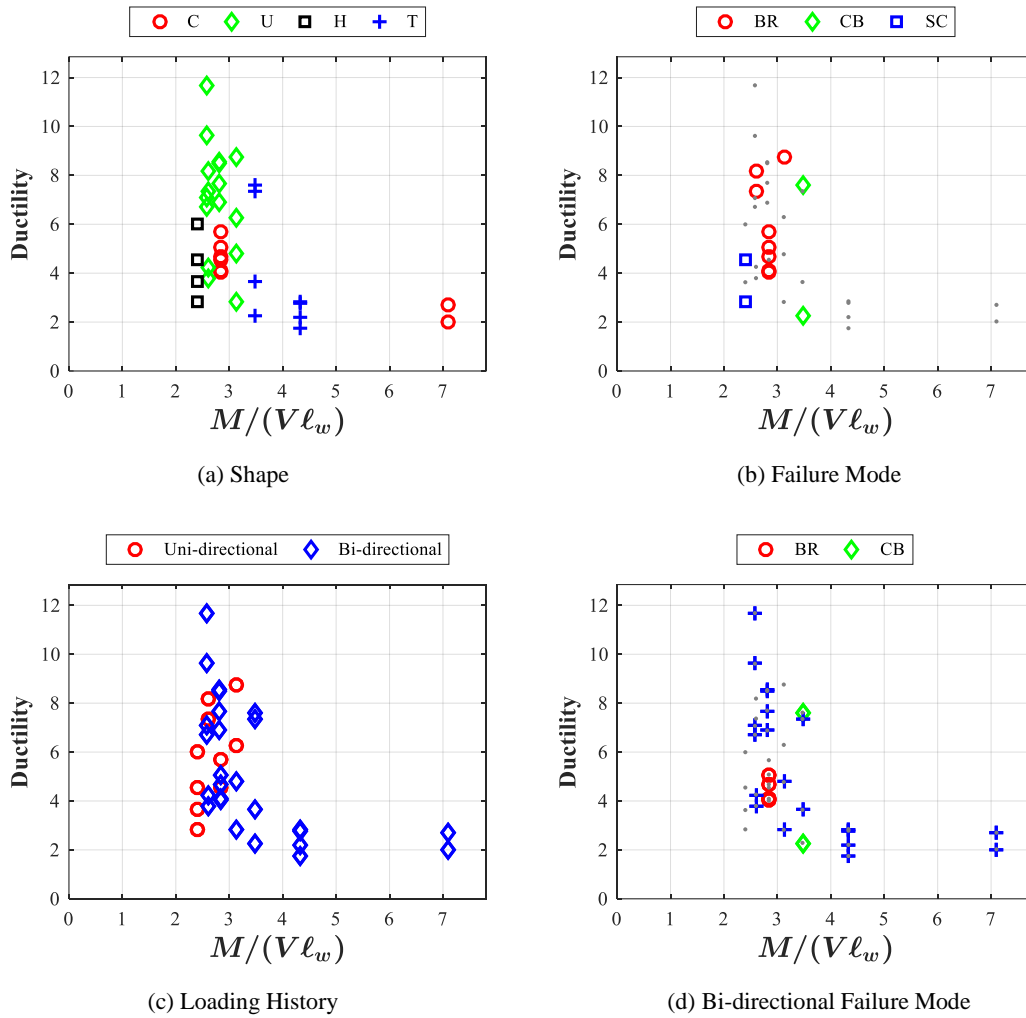 C U H T
12
10
8
6
4
2
0
Ductility
0 1 2 3 4 5 6 7
M/(Vℓ_w)
(a) Shape
BR CB SC
12
10
8
6
4
2
0
Ductility
0 1 2 3 4 5 6 7
M/(Vℓ_w)
(b) Failure Mode
Uni-directional Bi-directional
12
10
8
6
4
2
0
Ductility
0 1 2 3 4 5 6 7
M/(Vℓ_w)
(c) Loading History
BR CB
12
10
8
6
4
2
0
Ductility
0 1 2 3 4 5 6 7
M/(Vℓ_w)
(d) Bi-directional Failure Mode